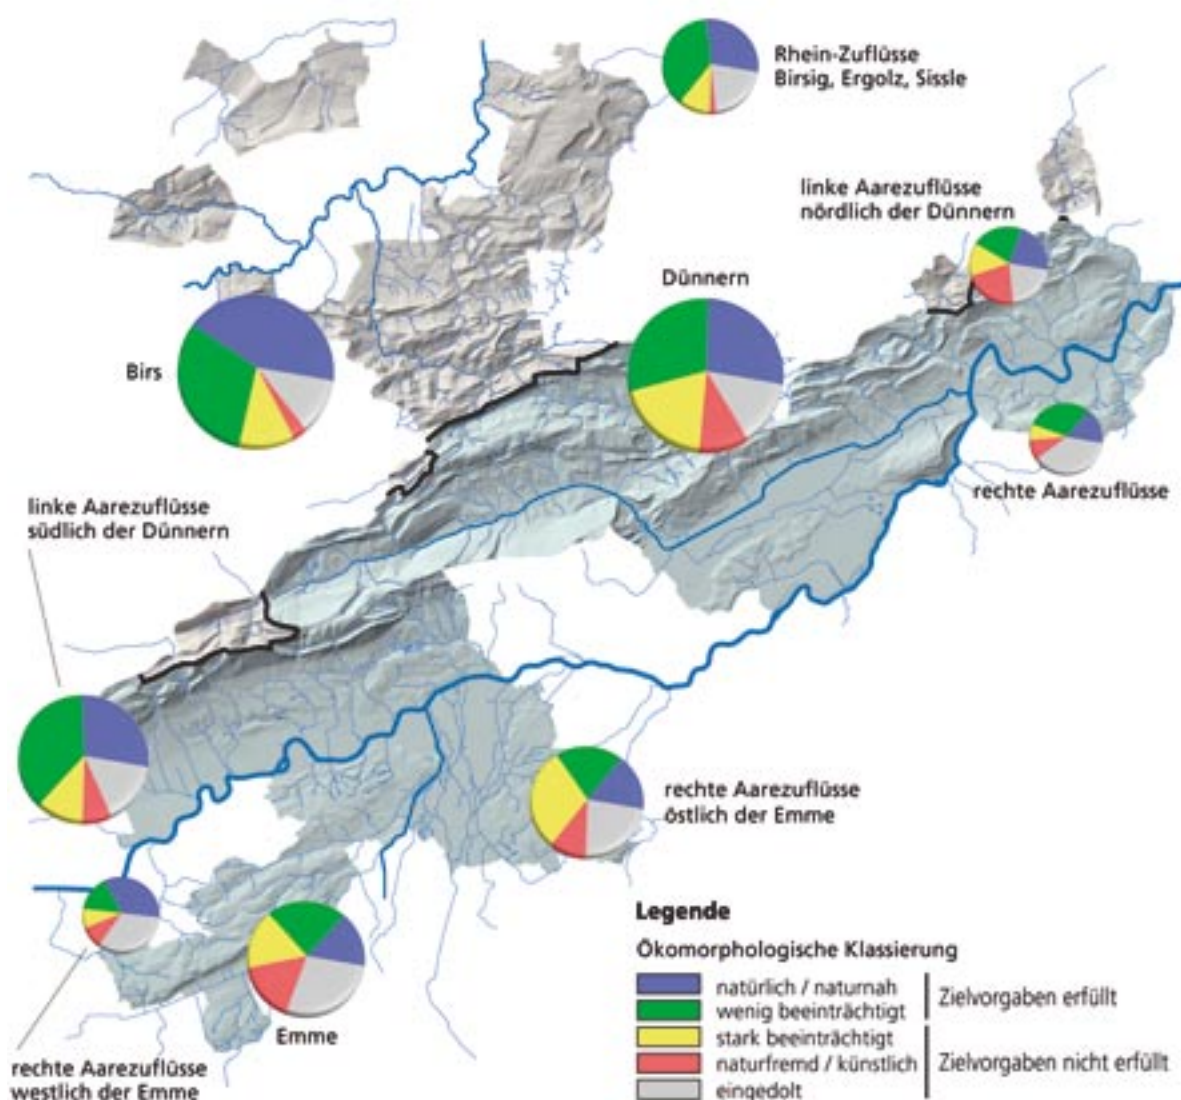 Rhein-Zuflüsse
Birsig, Ergolz, Sissle
linke Aarezuflüsse
nördlich der Dünnern
Dünnern
Birs
rechte Aarezuflüsse
linke Aarezuflüsse
südlich der Dünnern
rechte Aarezuflüsse
östlich der Emme
Emme
rechte Aarezuflüsse
westlich der Emme
Legende
Ökomorphologische Klassierung
natürlich / naturnah
wenig beeinträchtigt
Zielvorgaben erfüllt
stark beeinträchtigt
naturfremd / künstlich
eingedolt
Zielvorgaben nicht erfüllt